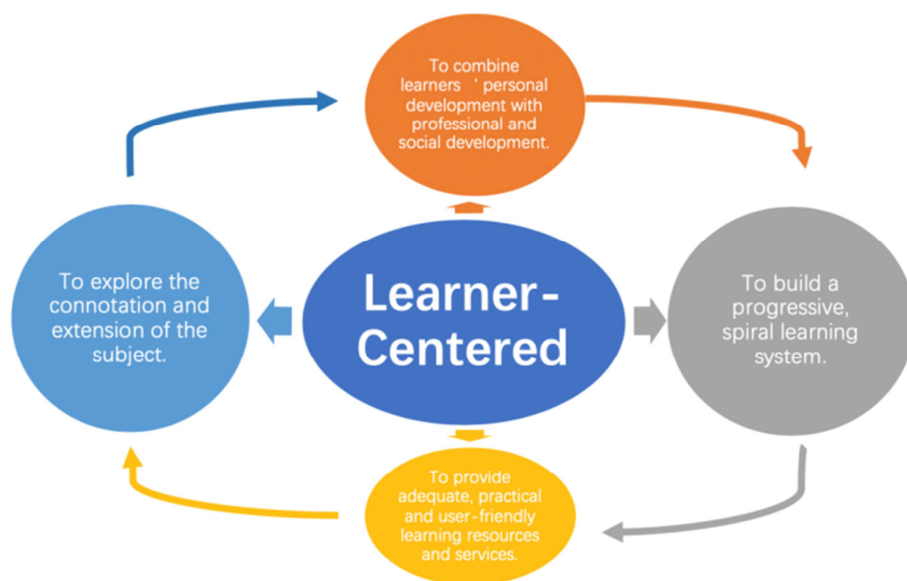 To combine
learners ' personal
development with
professional and
social development.
To explore the
connotation and
extension of the
subject.
Learner-
Centered
To build a
progressive,
spiral learning
system.
To provide
adequate, practical
and user-friendly
learning resources
and services.